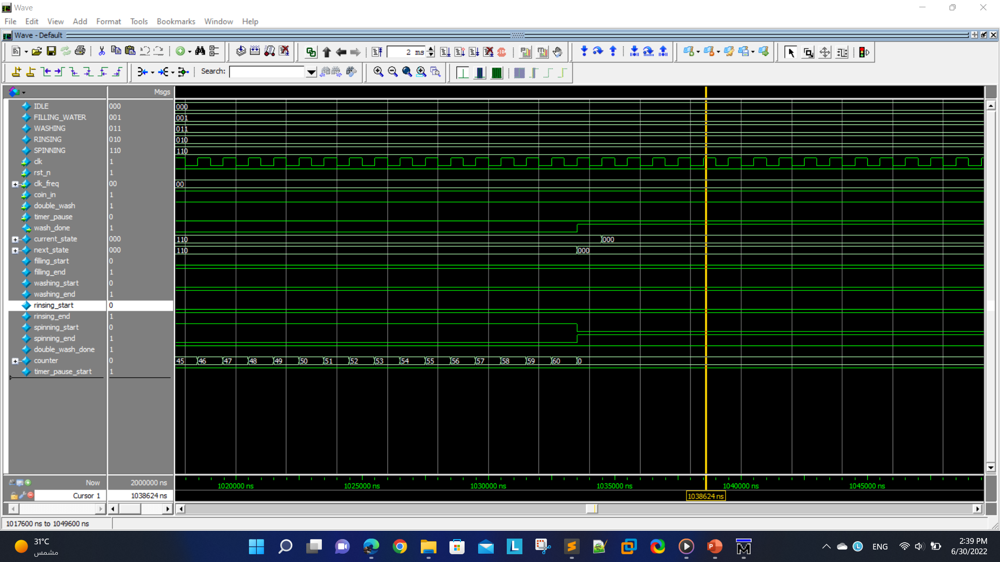 Wave
File Edit View Add Format Tools Bookmarks Window Help
Wave - Default
2 ms
Search:
Msgs
IDLE 000 000
FILLING_WATER 001 001
WASHING 011 011
RINSING 010 010
SPINNING 110 110
clk 1
rst_n 1
clk_freq 00 00
coin_in 1
double_wash 1
timer_pause 0
wash_done 1
current_state 000 110 000
next_state 000 110 000
filling_start 0
filling_end 1
washing_start 0
washing_end 1
rinsing_start 0
rinsing_end 1
spinning_start 0
spinning_end 1
double_wash_done 1
counter 0 45 46 47 48 49 50 51 52 53 54 55 56 57 58 59 60 0
timer_pause_start 1
Now 2000000 ns 1020000 ns 1025000 ns 1030000 ns 1035000 ns 1040000 ns 1045000 ns
Cursor 1 1038624 ns 1038624 ns
1017600 ns to 1049600 ns
31°C
مشمس
ENG
2:39 PM
6/30/2022